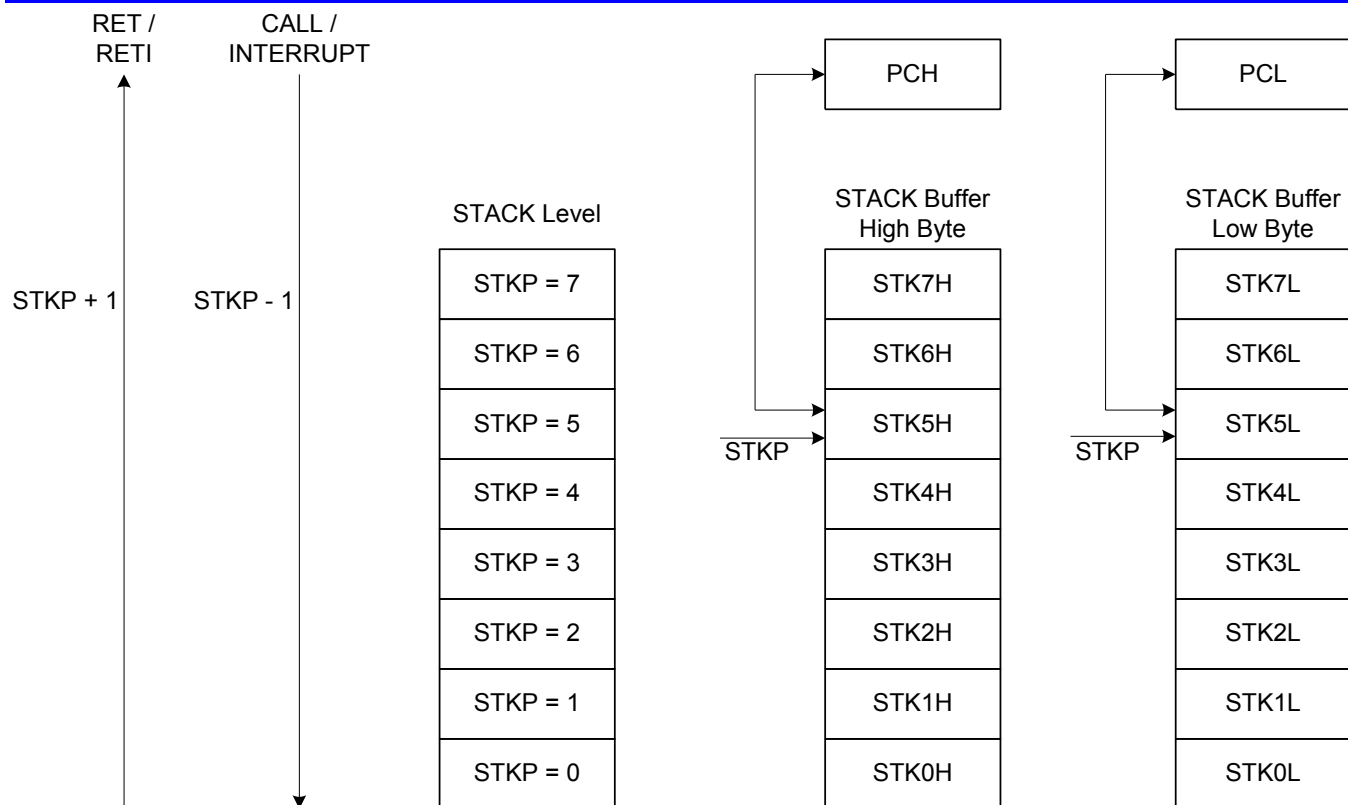 RET /
RETI
CALL /
INTERRUPT
PCH
PCL
STKP + 1
STKP - 1
STACK Level
STKP = 7
STKP = 6
STKP = 5
STKP = 4
STKP = 3
STKP = 2
STKP = 1
STKP = 0
STACK Buffer
High Byte
STK7H
STK6H
STK5H
STK4H
STK3H
STK2H
STK1H
STK0H
STKP
STACK Buffer
Low Byte
STK7L
STK6L
STK5L
STK4L
STK3L
STK2L
STK1L
STK0L
STKP